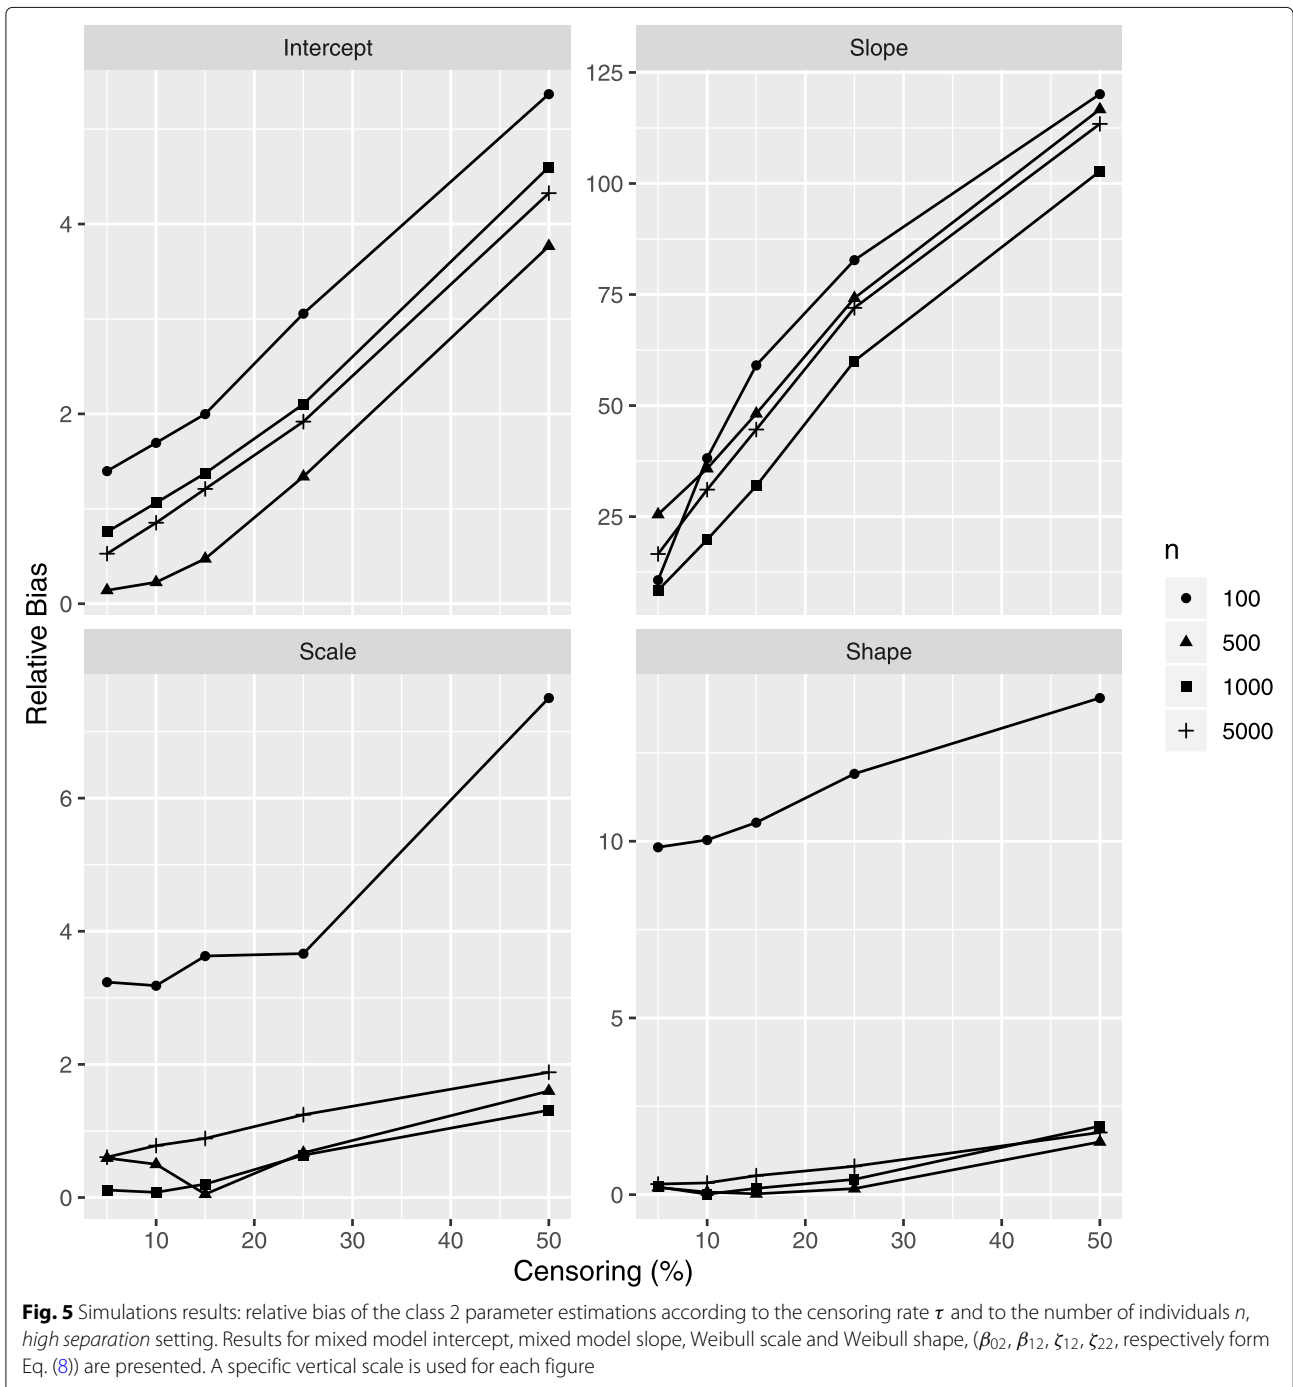 Intercept
Slope
Relative Bias
0
2
4
25
50
75
100
125
Scale
Shape
0
2
4
6
0
5
10
10
20
30
40
50
10
20
30
40
50
Censoring (%)
n
100
500
1000
5000
Fig. 5 Simulations results: relative bias of the class 2 parameter estimations according to the censoring rate τ and to the number of individuals n,
high separation setting. Results for mixed model intercept, mixed model slope, Weibull scale and Weibull shape, (β02, β12, ζ12, ζ22, respectively form
Eq. (8)) are presented. A specific vertical scale is used for each figure